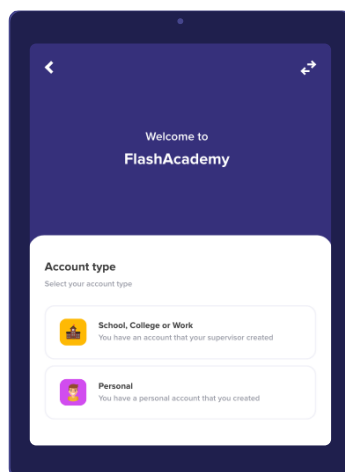 Welcome to
FlashAcademy
Account type
Select your account type
School, College or Work
You have an account that your supervisor created
Personal
You have a personal account that you created